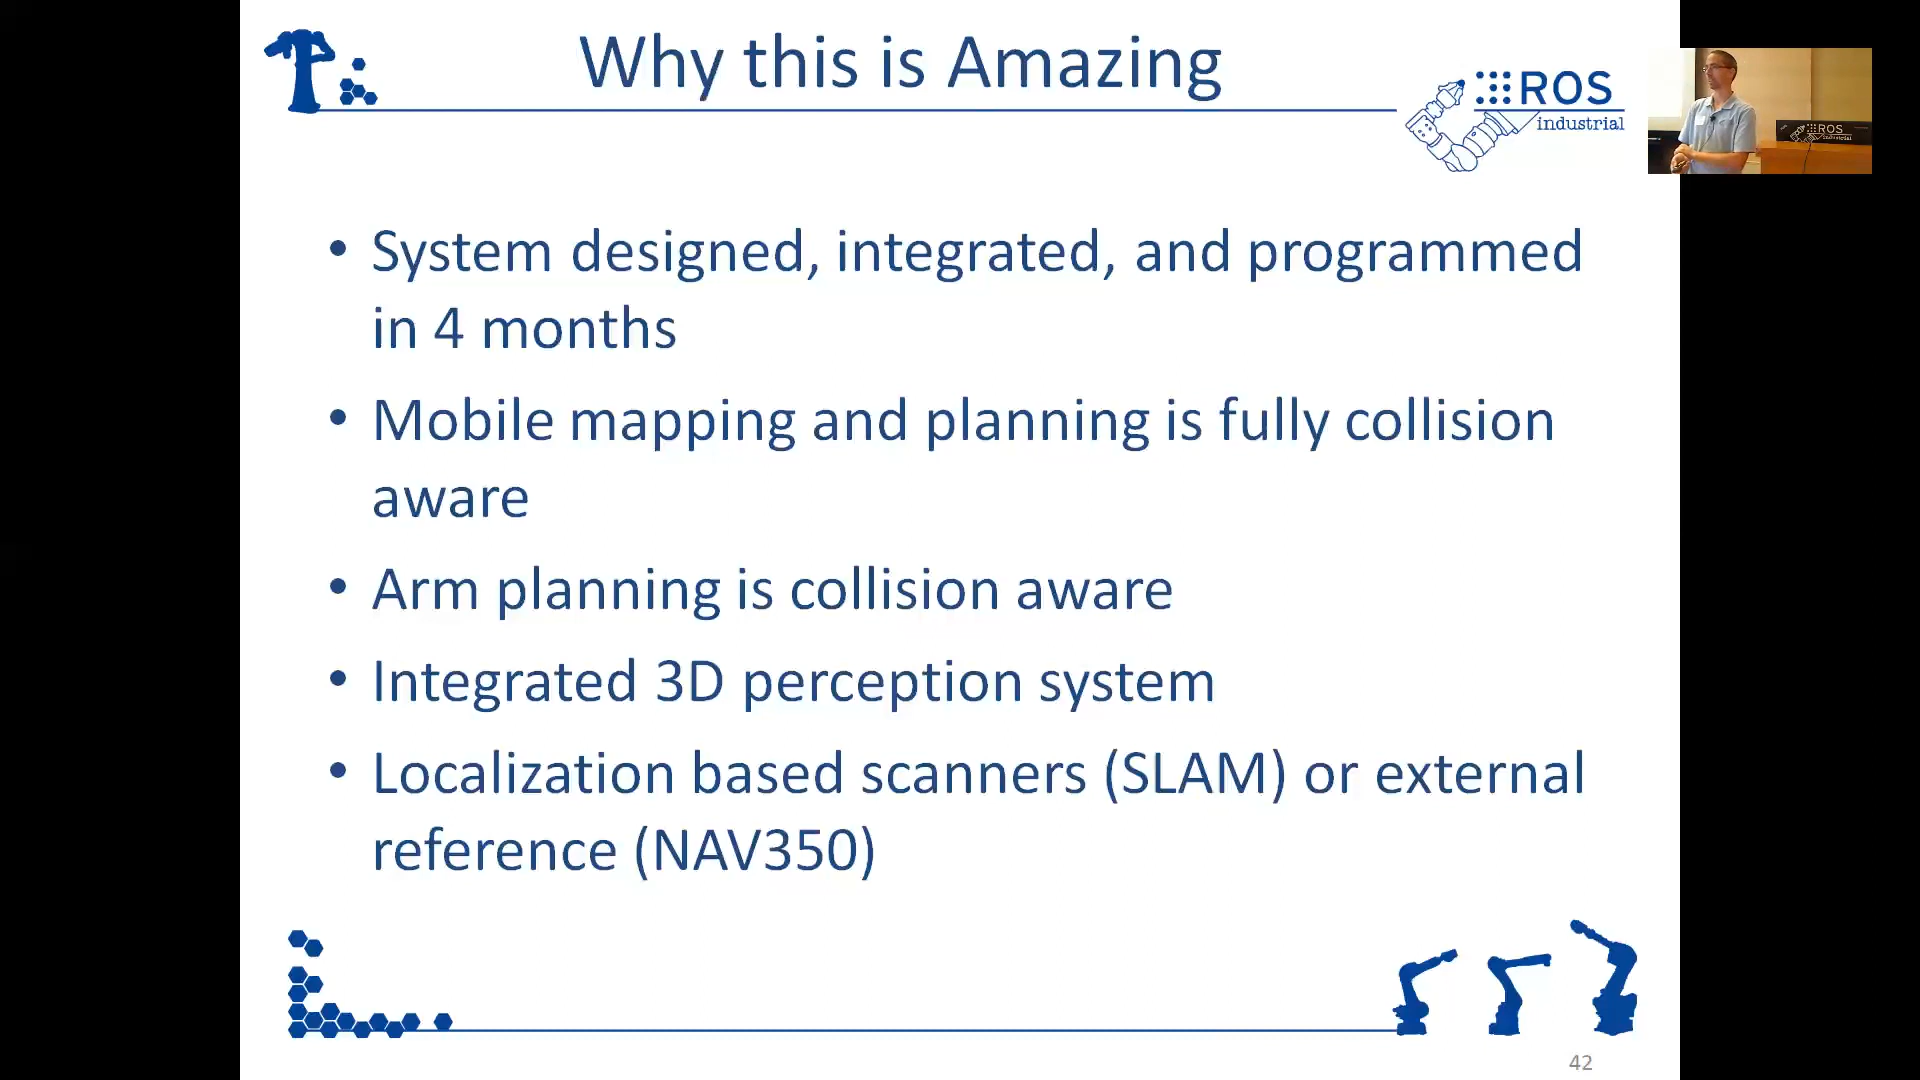 Why this is Amazing
ROS
industrial
ROS
industrial
• System designed, integrated, and programmed
in 4 months
• Mobile mapping and planning is fully collision
aware
• Arm planning is collision aware
• Integrated 3D perception system
• Localization based scanners (SLAM) or external
reference (NAV350)
42